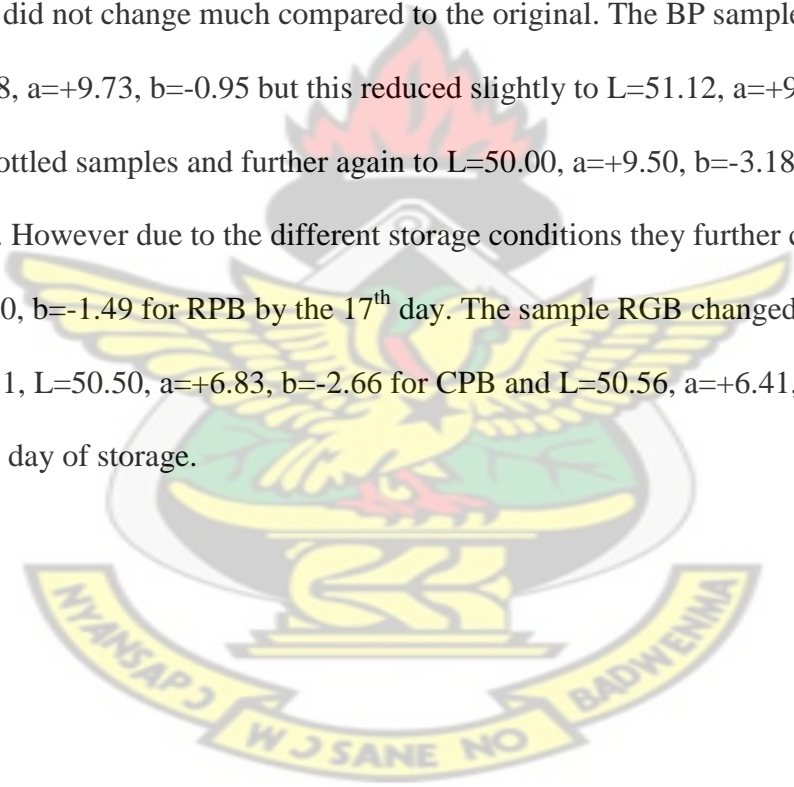 did not change much compared to the original. The BP sample
8, a=+9.73, b=-0.95 but this reduced slightly to L=51.12, a=+9
ottled samples and further again to L=50.00, a=+9.50, b=-3.18
. However due to the different storage conditions they further c
0, b=-1.49 for RPB by the 17th day. The sample RGB changed
1, L=50.50, a=+6.83, b=-2.66 for CPB and L=50.56, a=+6.41,
day of storage.
NYANSAPƆ WƆSANE NO BADWENMA